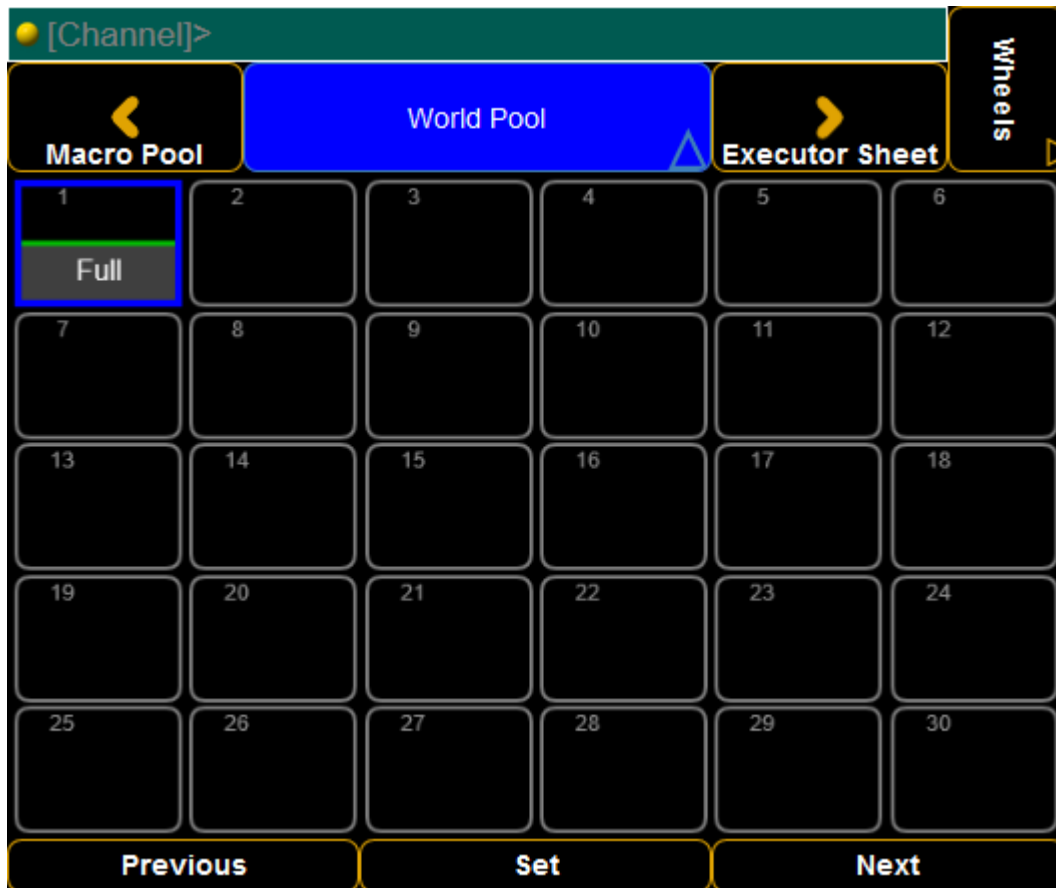 [Channel]>
Wheels
Macro Pool
World Pool
Executor Sheet
1 2 3 4 5 6
Full
7 8 9 10 11 12
13 14 15 16 17 18
19 20 21 22 23 24
25 26 27 28 29 30
Previous Set Next